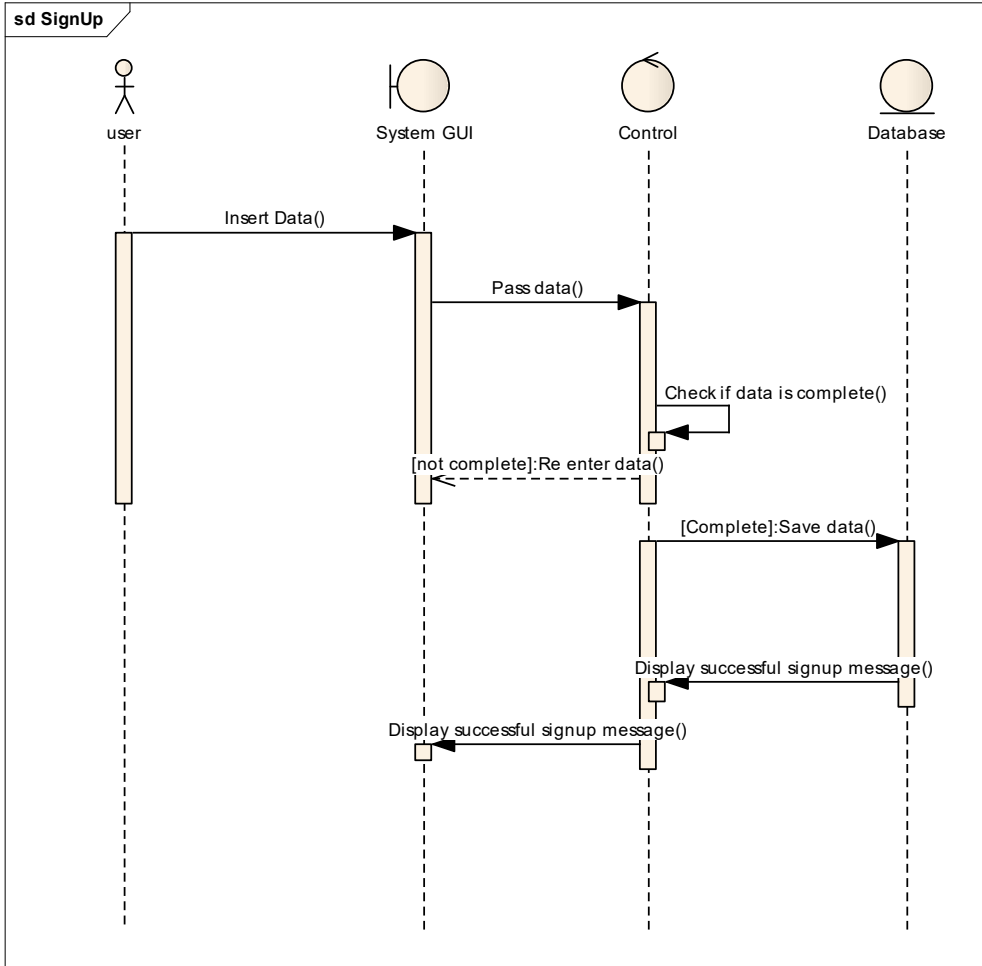 sd SignUp
user
System GUI
Control
Database
Insert Data()
Pass data()
Check if data is complete()
[not complete]:Re enter data()
[Complete]:Save data()
Display successful signup message()
Display successful signup message()